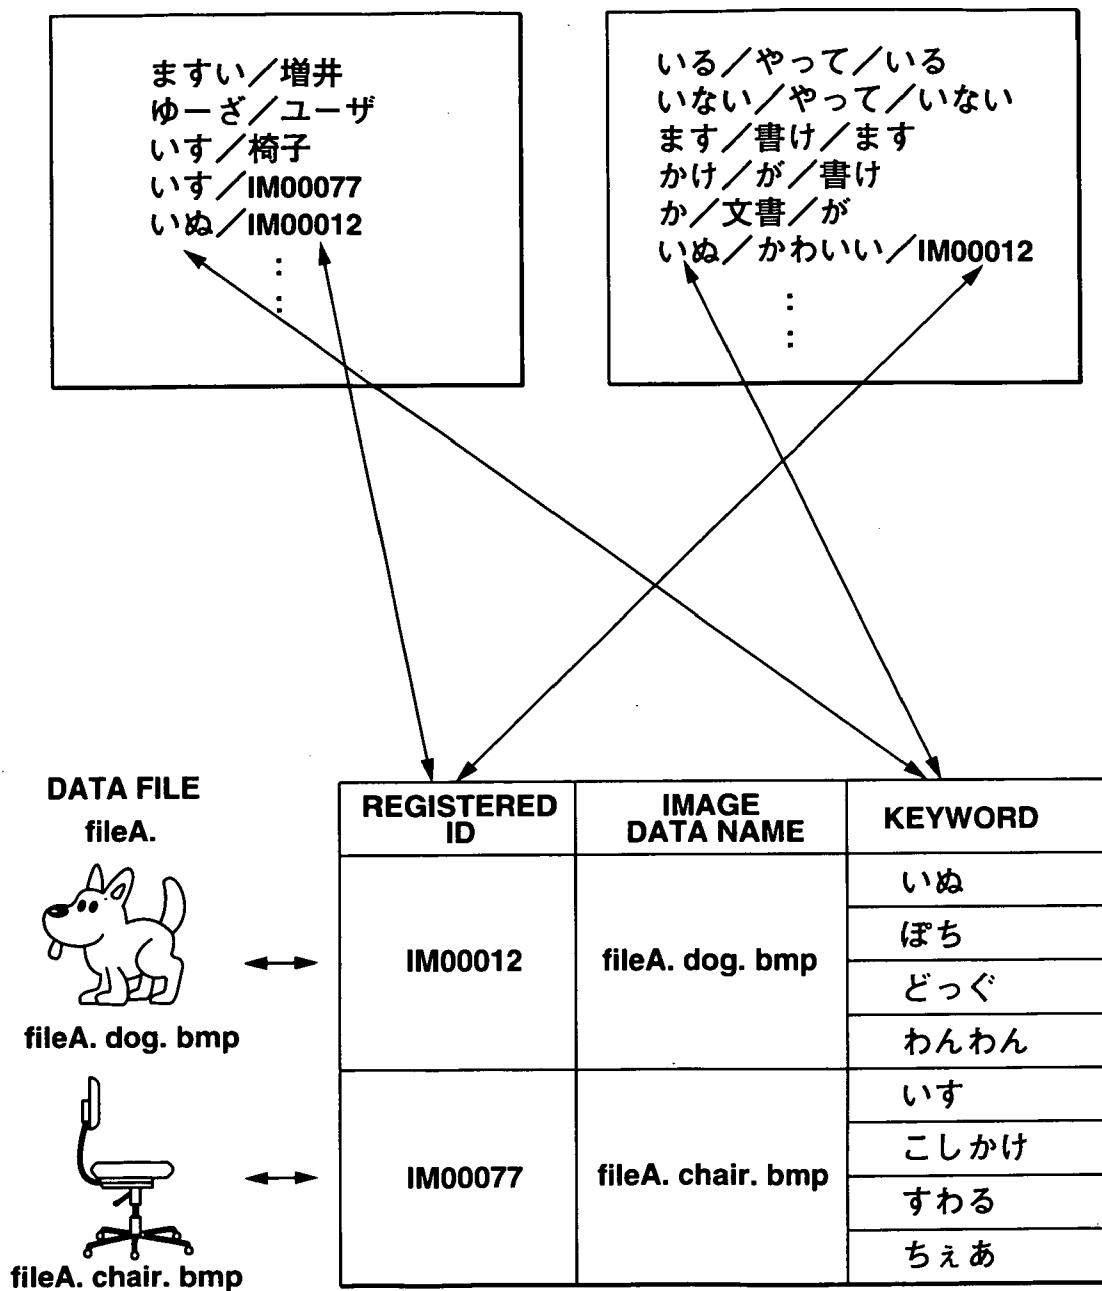 ますい／増井
ゆーざ／ユーザ
いす／椅子
いす／IM00077
いぬ／IM00012
いる／やって／いる
いない／やって／いない
ます／書け／ます
かけ／が／書け
か／文書／が
いぬ／かわいい／IM00012
DATA FILE
fileA.
fileA. dog. bmp
fileA. chair. bmp
REGISTERED
ID
IMAGE
DATA NAME
KEYWORD
IM00012
fileA. dog. bmp
いぬ
ぽち
どっぐ
わんわん
IM00077
fileA. chair. bmp
いす
こしかけ
すわる
ちぇあ